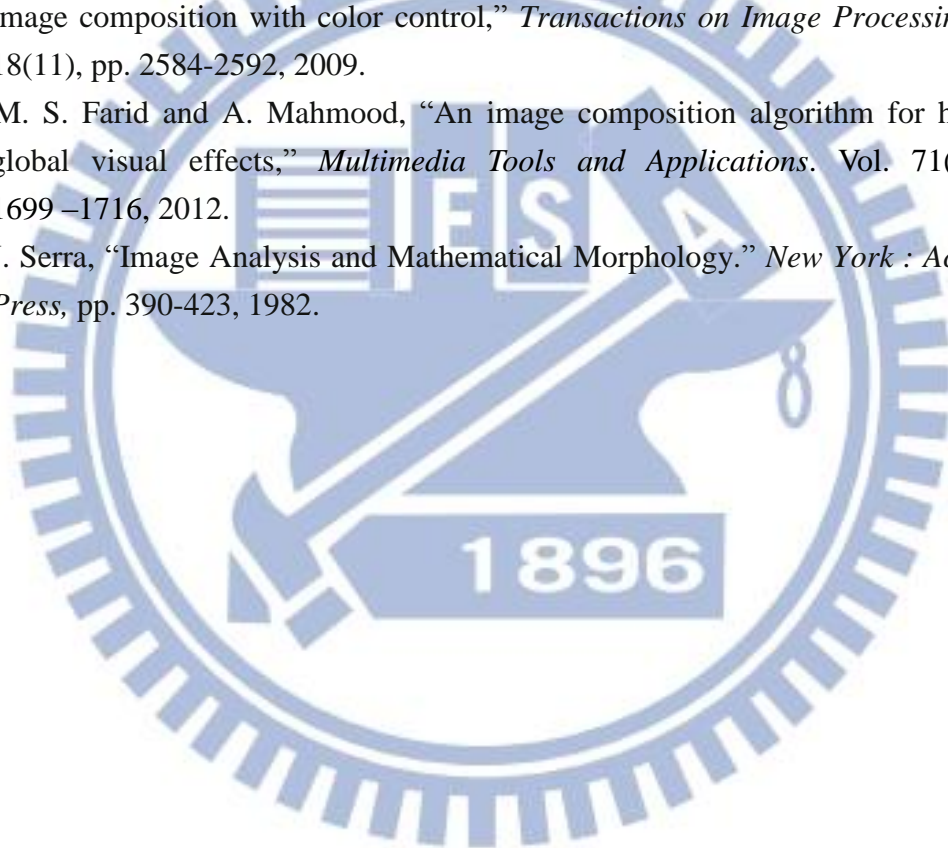 mage composition with color control,” Transactions on Image Processin
18(11), pp. 2584-2592, 2009.
M. S. Farid and A. Mahmood, “An image composition algorithm for h
global visual effects,” Multimedia Tools and Applications. Vol. 71(
1699 –1716, 2012.
J. Serra, “Image Analysis and Mathematical Morphology.” New York : Ac
Press, pp. 390-423, 1982.
E S A
1896